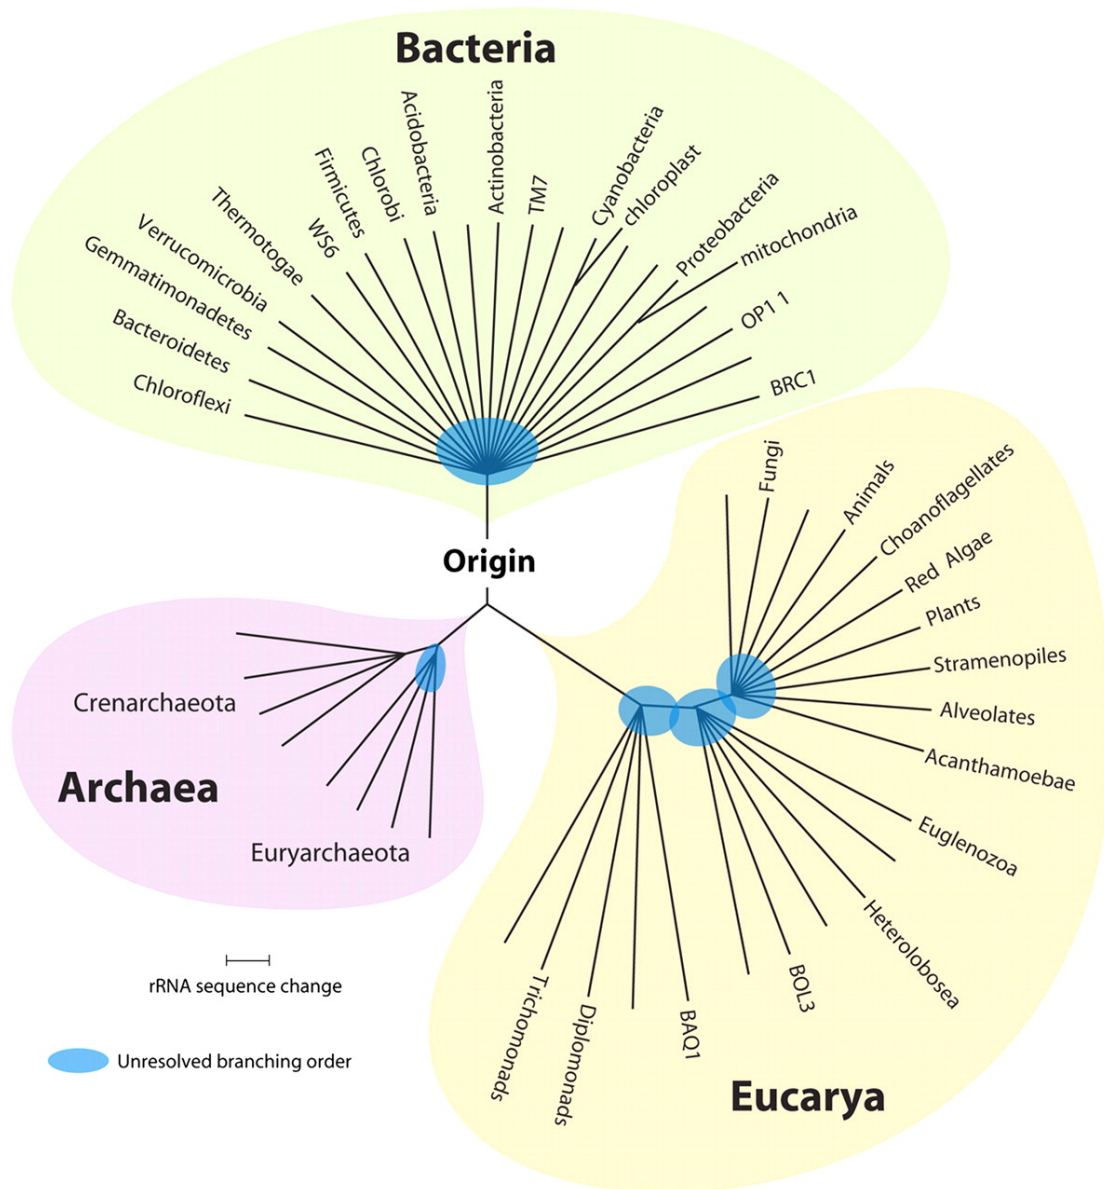 Bacteria
Chloroflexi
Bacteroidetes
Gemmatimonadetes
Verrucomicrobia
Thermotogae
WS6
Firmicutes
Chlorobi
Acidobacteria
Actinobacteria
TM7
Cyanobacteria
chloroplast
Proteobacteria
mitochondria
OP1 1
BRC1
Origin
Crenarchaeota
Archaea
Euryarchaeota
Fungi
Animals
Choanoflagellates
Red Algae
Plants
Stramenopiles
Alveolates
Acanthamoebae
Euglenozoa
Heterolobosea
BOL3
BAQ1
Diplomonads
Trichomonads
Eucarya
rRNA sequence change
Unresolved branching order